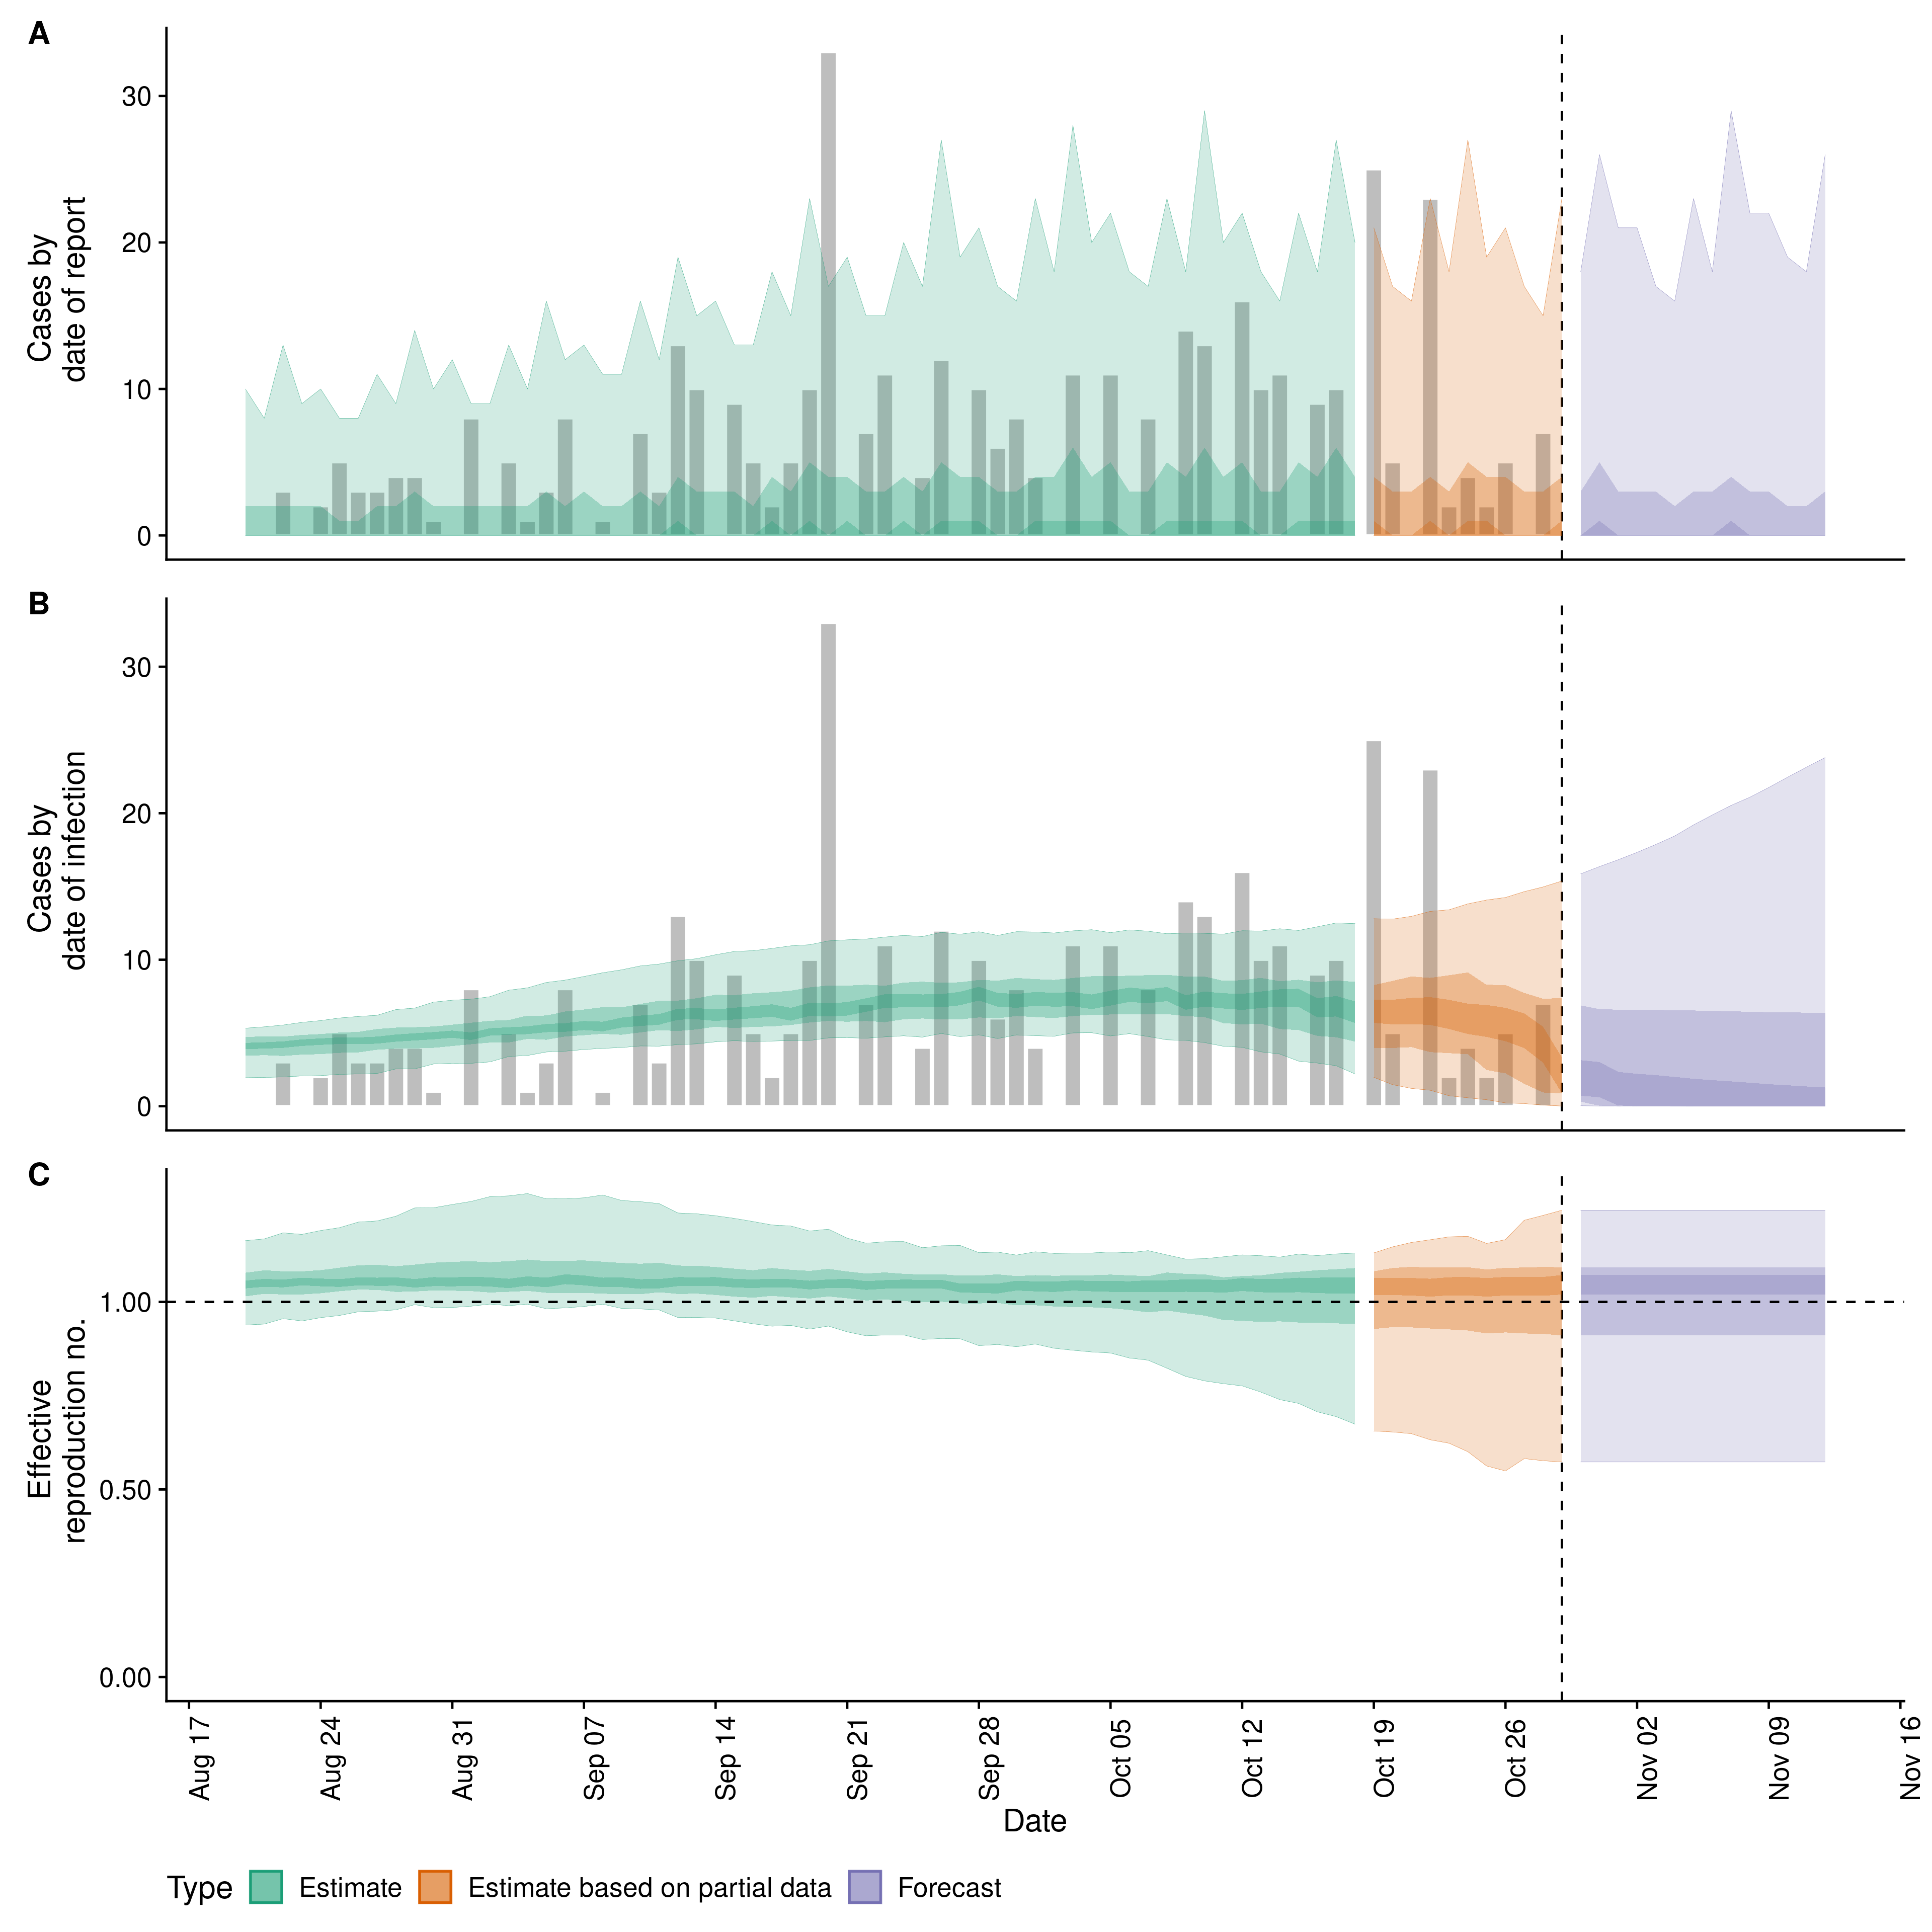 A
Cases by
date of report
30
20
10
0
B
Cases by
date of infection
30
20
10
0
C
Effective
reproduction no.
1.00
0.50
0.00
Aug 17
Aug 24
Aug 31
Sep 07
Sep 14
Sep 21
Sep 28
Oct 05
Oct 12
Oct 19
Oct 26
Nov 02
Nov 09
Nov 16
Date
Type Estimate Estimate based on partial data Forecast